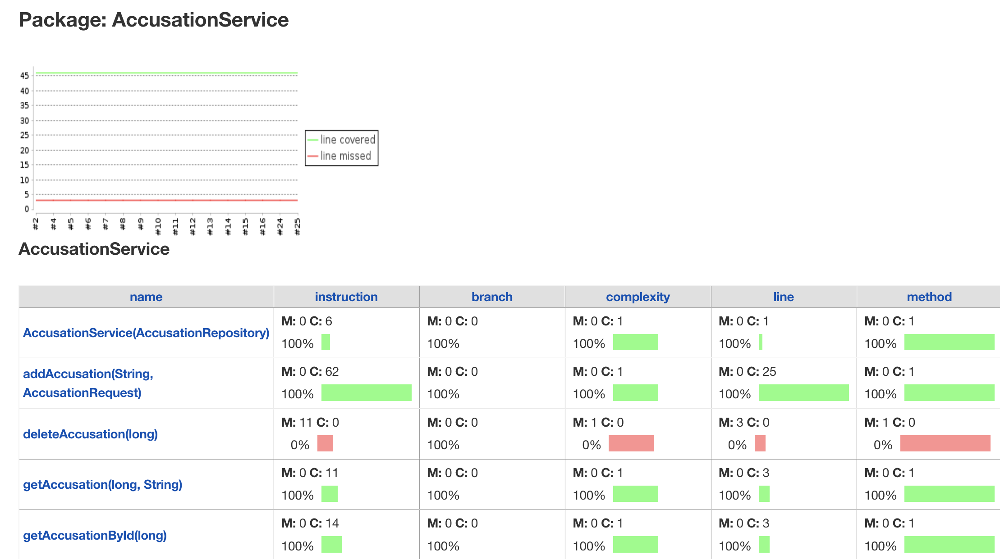 Package: AccusationService
45
40
35
30
25
20
15
10
5
0
#2 #4 #5 #6 #7 #8 #9 #10 #11 #12 #13 #14 #15 #16 #24 #25
line covered
line missed
AccusationService
name instruction branch complexity line method
AccusationService(AccusationRepository)
M: 0 C: 6 M: 0 C: 0 M: 0 C: 1 M: 0 C: 1 M: 0 C: 1
100% 100% 100% 100% 100%
addAccusation(String,
AccusationRequest)
M: 0 C: 62 M: 0 C: 0 M: 0 C: 1 M: 0 C: 25 M: 0 C: 1
100% 100% 100% 100% 100%
deleteAccusation(long)
M: 11 C: 0 M: 0 C: 0 M: 1 C: 0 M: 3 C: 0 M: 1 C: 0
0% 100% 0% 0% 0%
getAccusation(long, String)
M: 0 C: 11 M: 0 C: 0 M: 0 C: 1 M: 0 C: 3 M: 0 C: 1
100% 100% 100% 100% 100%
getAccusationById(long)
M: 0 C: 14 M: 0 C: 0 M: 0 C: 1 M: 0 C: 3 M: 0 C: 1
100% 100% 100% 100% 100%